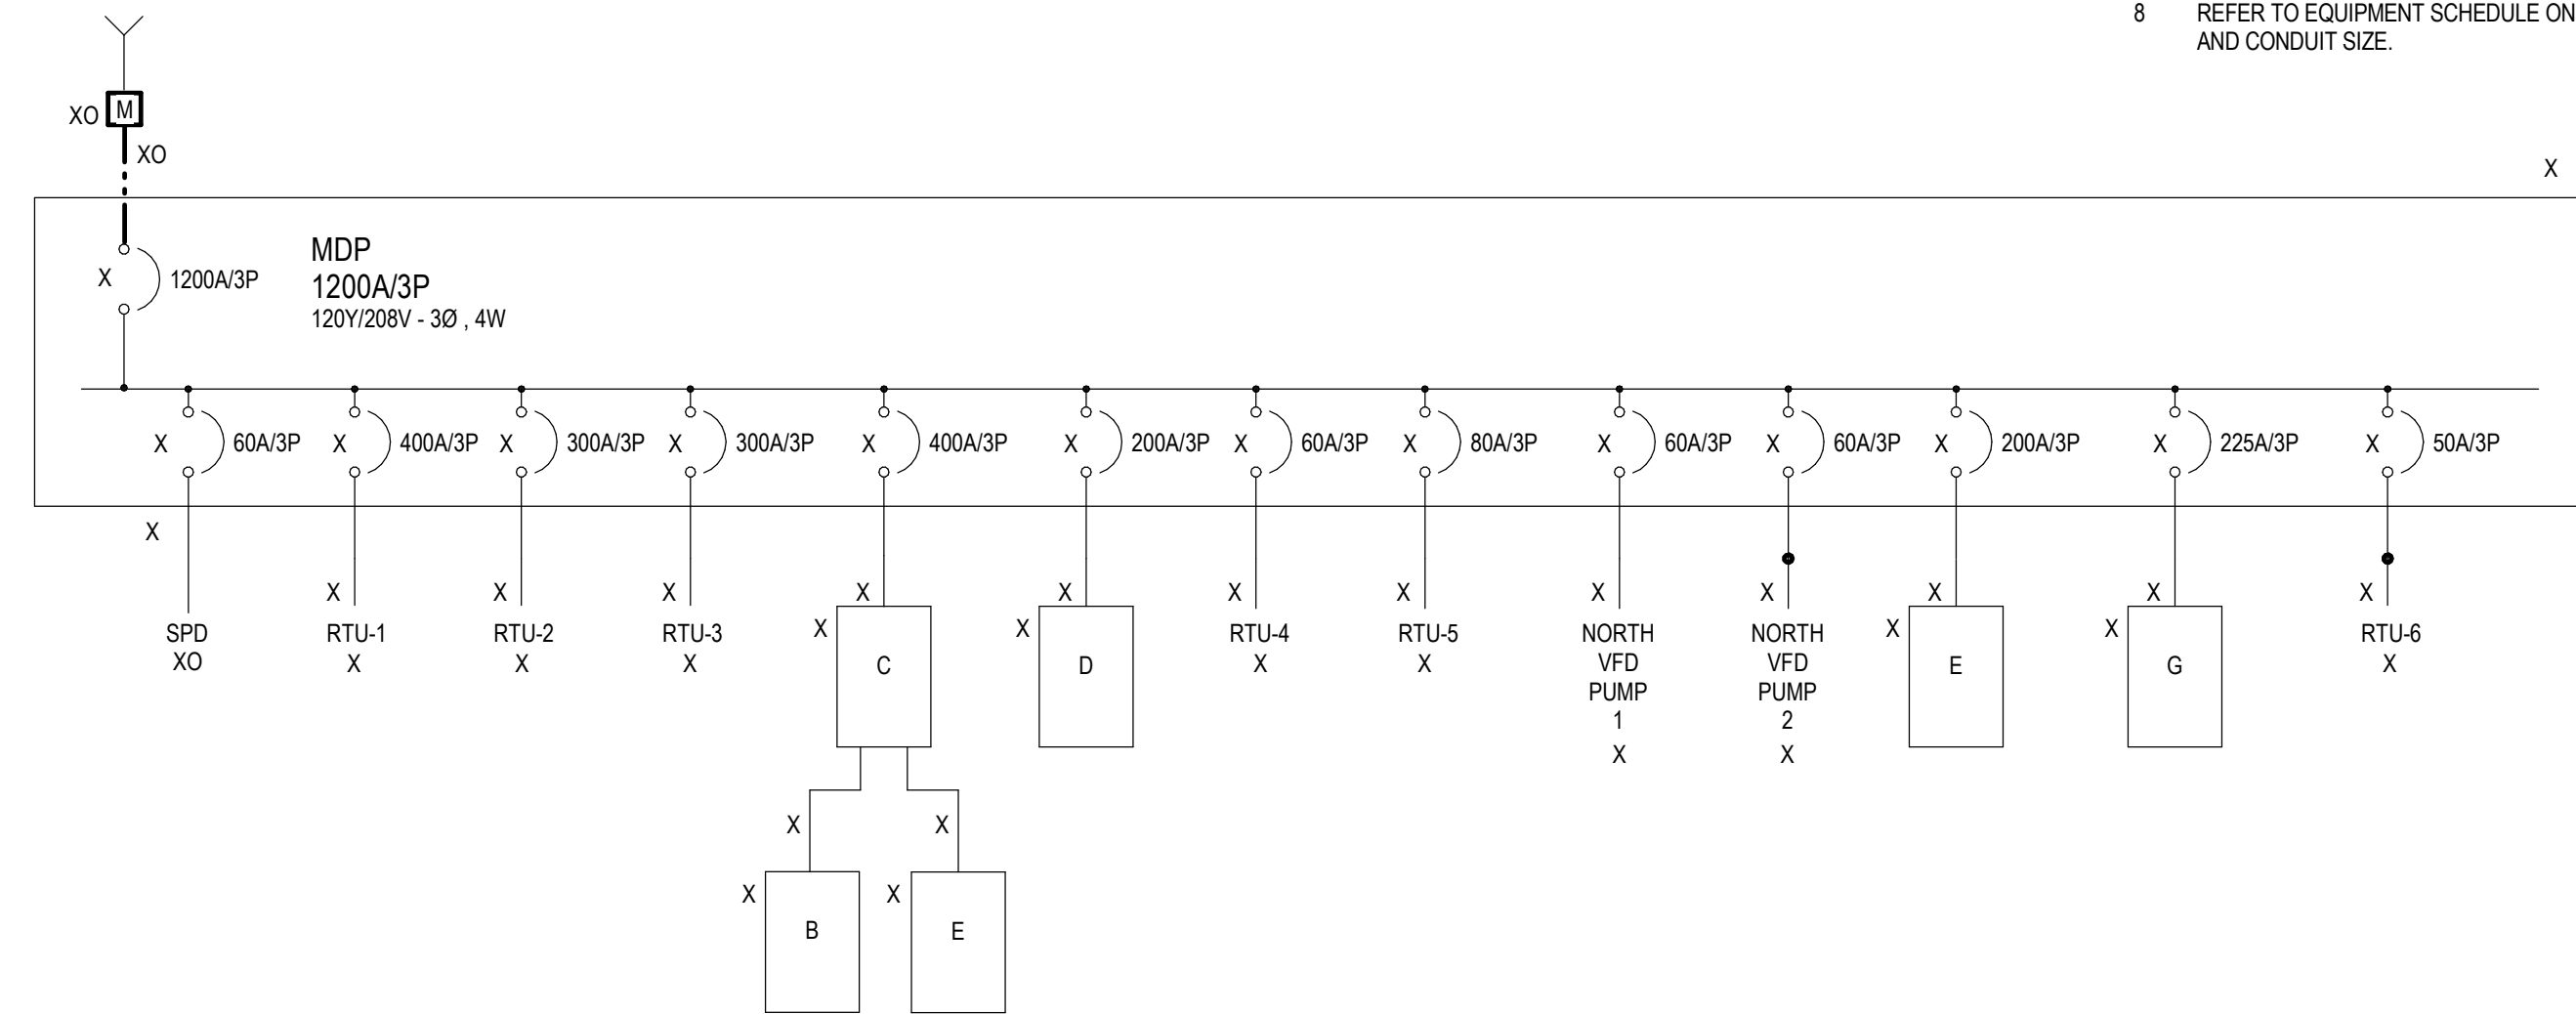 8 REFER TO EQUIPMENT SCHEDULE ON
AND CONDUIT SIZE.
XO M
XO
X
MDP
X 1200A/3P 1200A/3P
120Y/208V - 3Ø , 4W
X 60A/3P X 400A/3P X 300A/3P X 300A/3P X 400A/3P X 200A/3P X 60A/3P X 80A/3P X 60A/3P X 60A/3P X 200A/3P X 225A/3P X 50A/3P
X
X X X X X X X X X X X X
SPD RTU-1 RTU-2 RTU-3 X X RTU-4 RTU-5 NORTH NORTH X X RTU-6
XO X X X C D X X VFD VFD E G X
PUMP PUMP
1 2
X X
X X
X X
B E